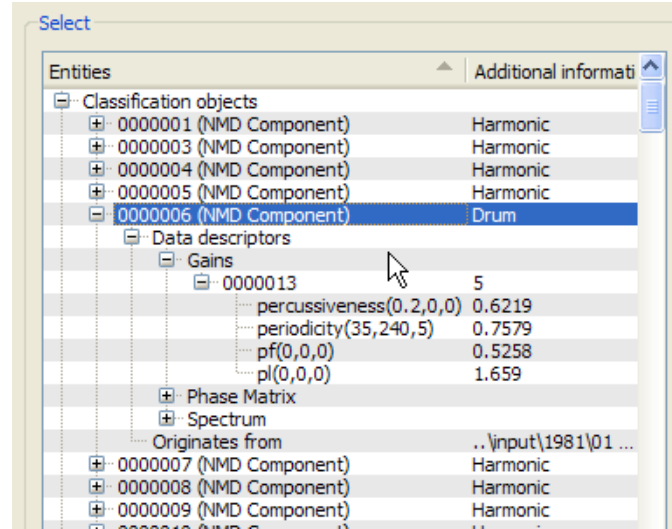 Select
Entities Additional informati
Classification objects
0000001 (NMD Component) Harmonic
0000003 (NMD Component) Harmonic
0000004 (NMD Component) Harmonic
0000005 (NMD Component) Harmonic
0000006 (NMD Component) Drum
Data descriptors
Gains
0000013 5
percussiveness(0.2,0,0) 0.6219
periodicity(35,240,5) 0.7579
pf(0,0,0) 0.5258
pl(0,0,0) 1.659
Phase Matrix
Spectrum
Originates from ..\input\1981\01 ...
0000007 (NMD Component) Harmonic
0000008 (NMD Component) Harmonic
0000009 (NMD Component) Harmonic